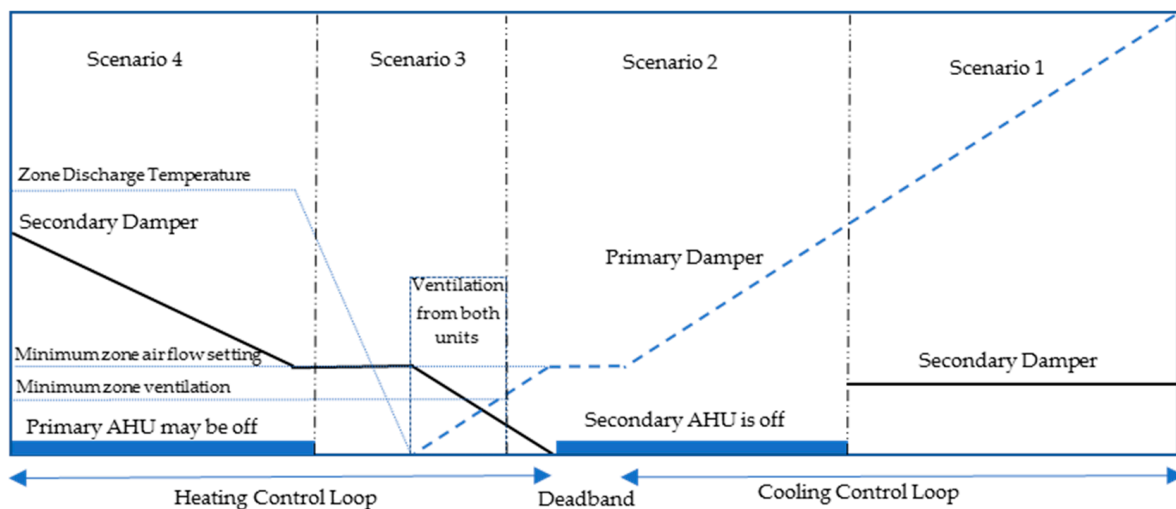 Scenario 4
Scenario 3
Scenario 2
Scenario 1
Zone Discharge Temperature
Secondary Damper
Primary Damper
Ventilation
from both
units
Minimum zone air flow setting
Secondary Damper
Minimum zone ventilation
Primary AHU may be off
Secondary AHU is off
Heating Control Loop
Deadband
Cooling Control Loop